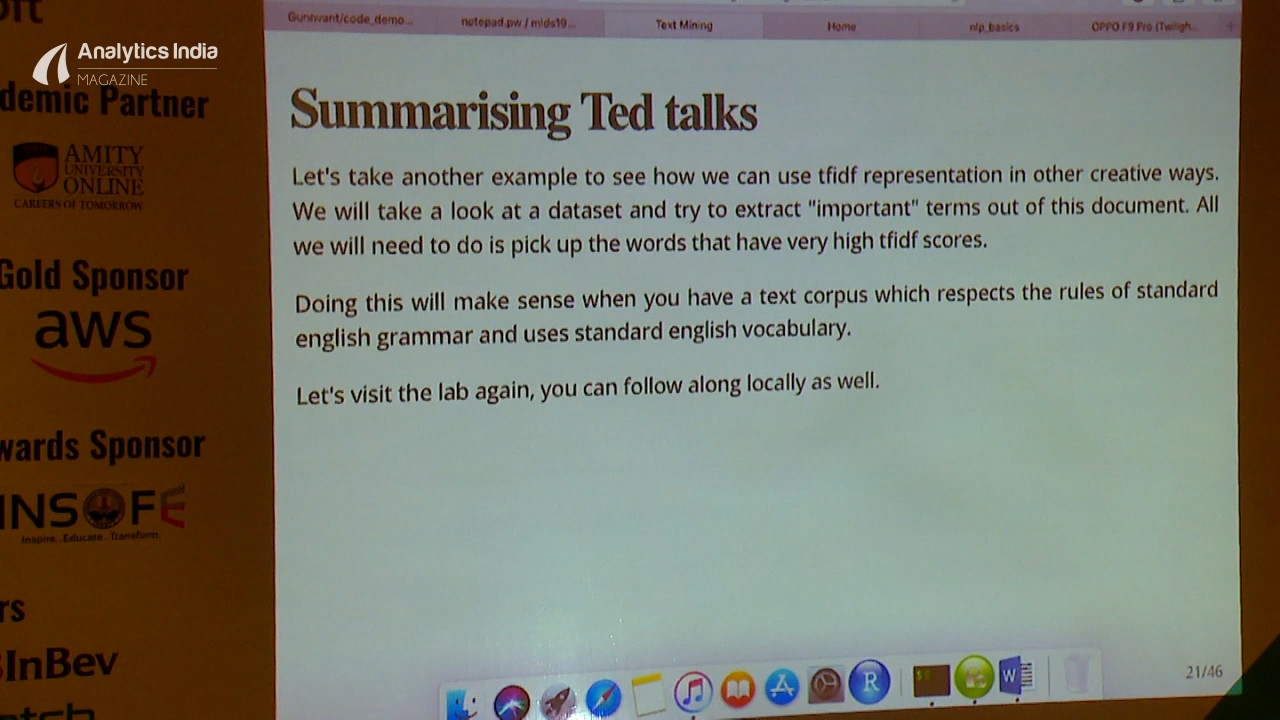 Analytics India
MAGAZINE
demic Partner
AMITY
UNIVERSITY
ONLINE
CAREERS OF TOMORROW
Gold Sponsor
aws
wards Sponsor
INSOFE
Inspire..Educate..Transform.
rs
InBev
Gunnvant/code_demo...
notepad.pw / mlds19...
Text Mining
Home
nlp_basics
OPPO F9 Pro (Twiligh...
Summarising Ted talks
Let's take another example to see how we can use tfidf representation in other creative ways.
We will take a look at a dataset and try to extract "important" terms out of this document. All
we will need to do is pick up the words that have very high tfidf scores.
Doing this will make sense when you have a text corpus which respects the rules of standard
english grammar and uses standard english vocabulary.
Let's visit the lab again, you can follow along locally as well.
R
W
21/46